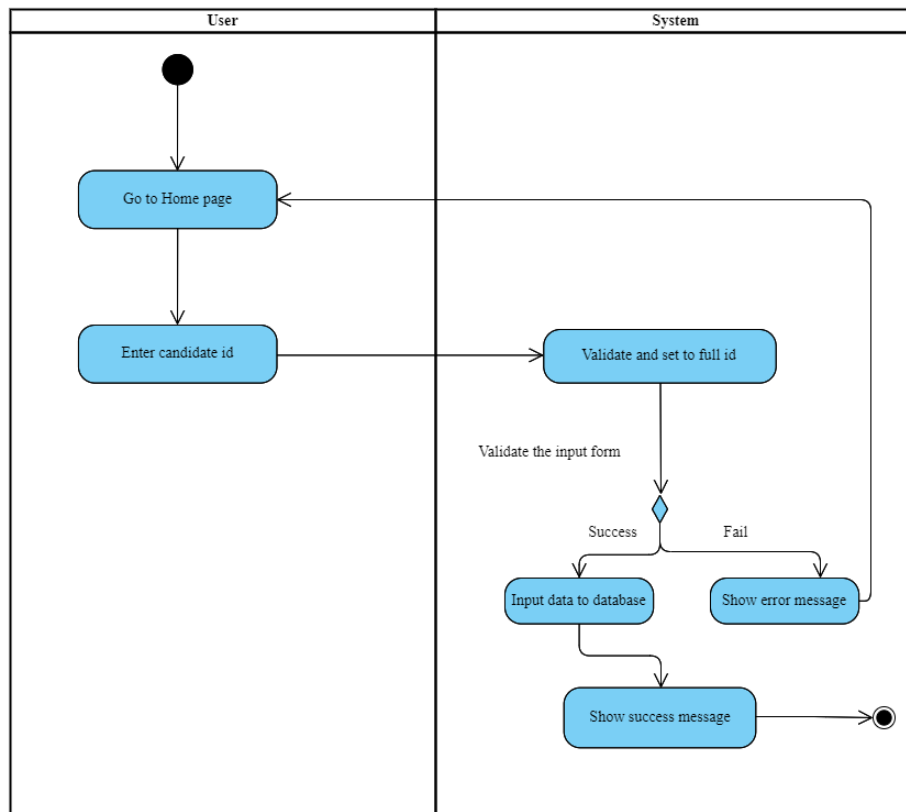 User
System
Go to Home page
Enter candidate id
Validate and set to full id
Validate the input form
Success
Fail
Input data to database
Show error message
Show success message